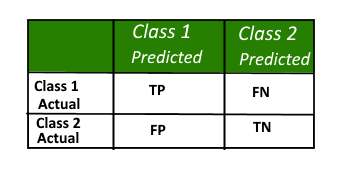 Class 1 Class 2
Predicted Predicted
Class 1 TP FN
Actual
Class 2 FP TN
Actual